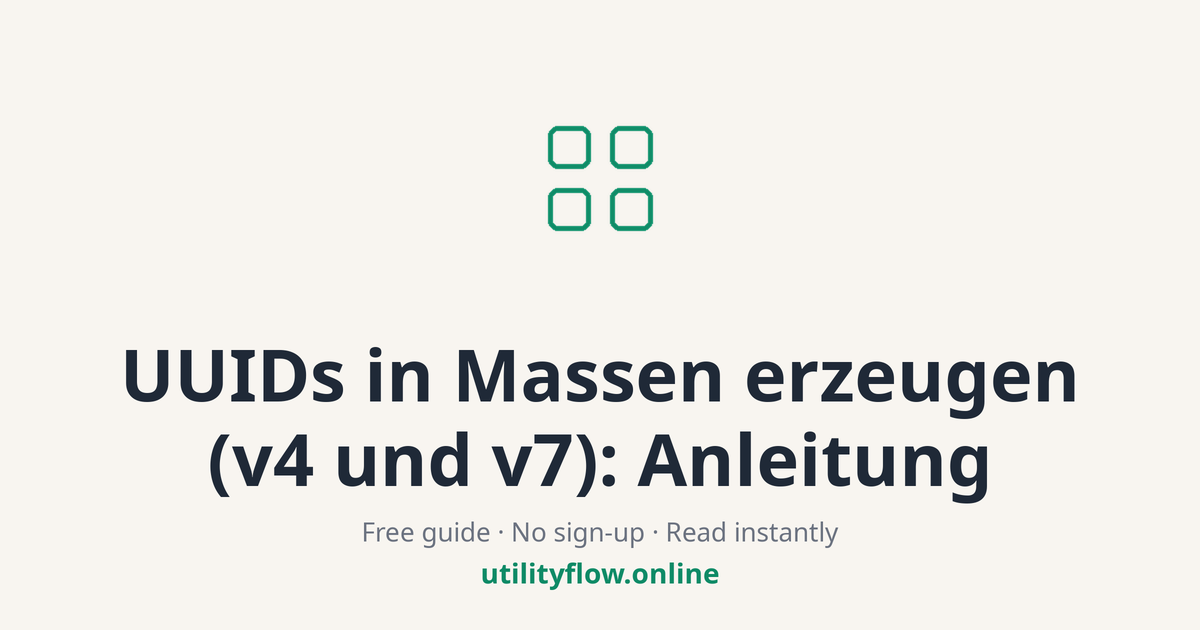 UUIDs in Massen erzeugen
(v4 und v7): Anleitung
Free guide · No sign-up · Read instantly
utilityflow.online